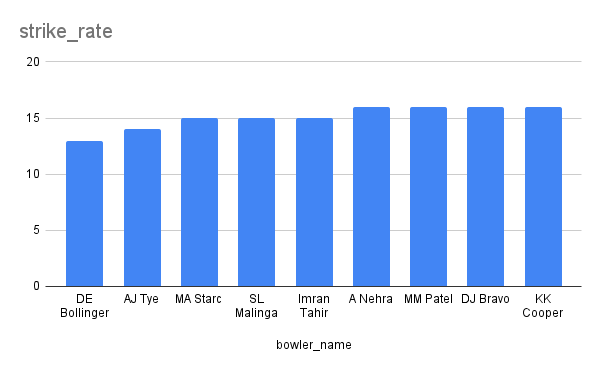 strike_rate
20
15
10
5
0
DE Bollinger
AJ Tye
MA Starc
SL Malinga
Imran Tahir
A Nehra
MM Patel
DJ Bravo
KK Cooper
bowler_name